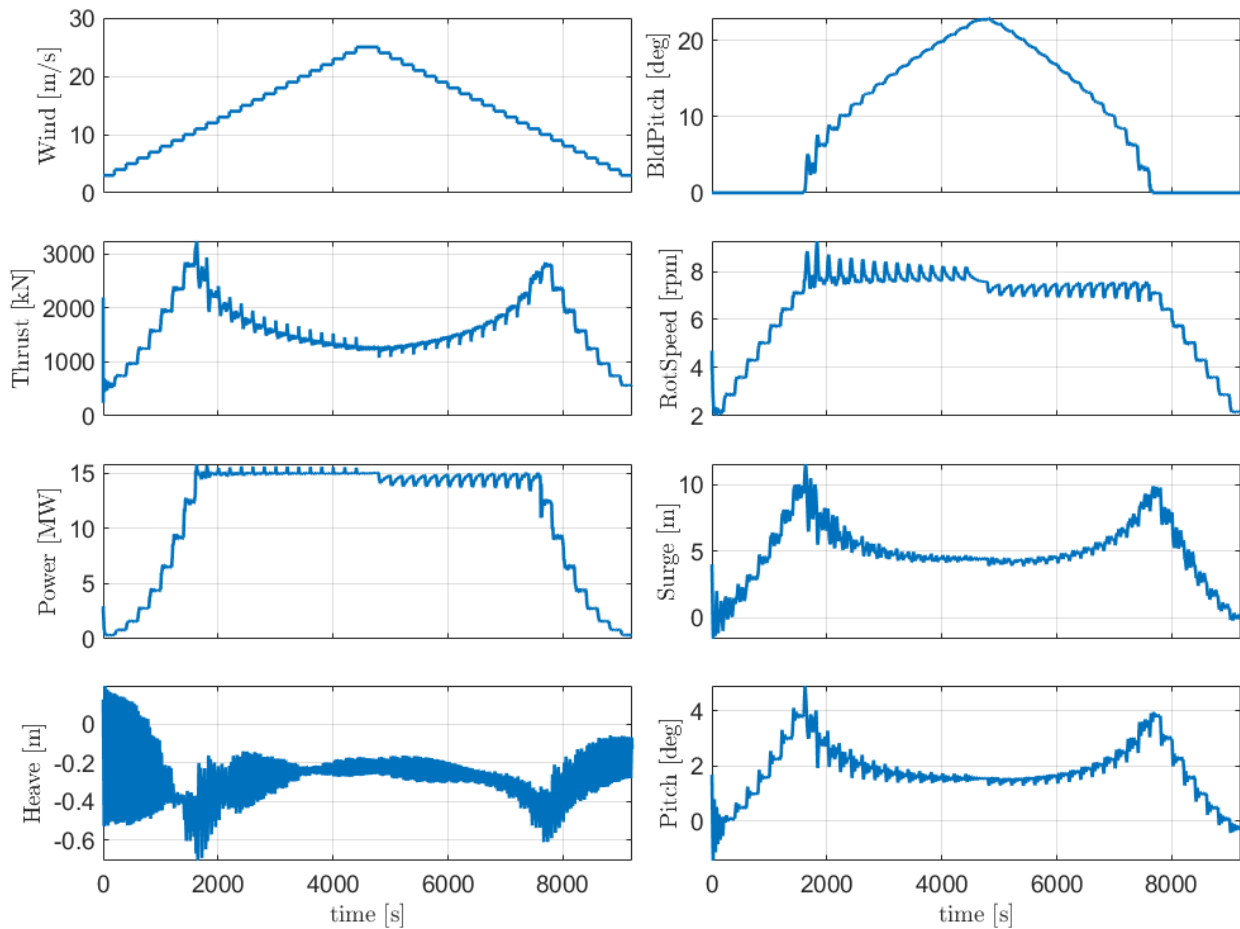 30
20
10
0
Wind [m/s]
20
10
0
BldPitch [deg]
3000
2000
1000
0
Thrust [kN]
8
6
4
2
RotSpeed [rpm]
15
10
5
0
Power [MW]
10
5
0
Surge [m]
0
-0.2
-0.4
-0.6
Heave [m]
0 2000 4000 6000 8000
time [s]
4
2
0
Pitch [deg]
0 2000 4000 6000 8000
time [s]